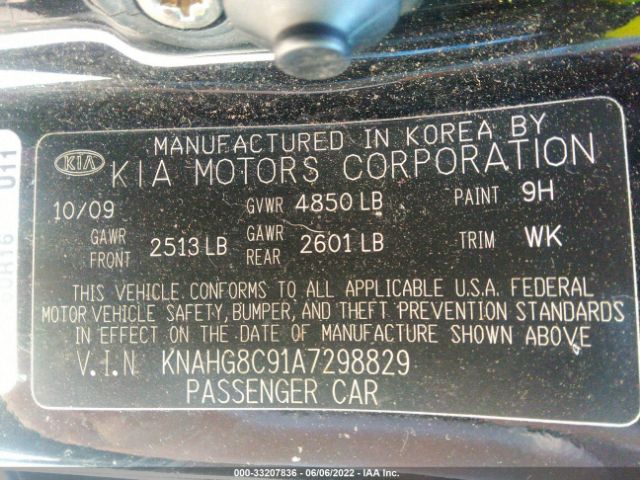 MANUFACTURED IN KOREA BY
KIA KIA MOTORS CORPORATION
10/09 GVWR 4850 LB PAINT 9H
GAWR FRONT 2513 LB GAWR REAR 2601 LB TRIM WK
THIS VEHICLE CONFORMS TO ALL APPLICABLE U.S.A. FEDERAL
MOTOR VEHICLE SAFETY, BUMPER, AND THEFT PREVENTION STANDARDS
IN EFFECT ON THE DATE OF MANUFACTURE SHOWN ABOVE
V.I.N KNAHG8C91A7298829
PASSENGER CAR
011
000-33207836 - 06/06/2022 - IAA Inc.